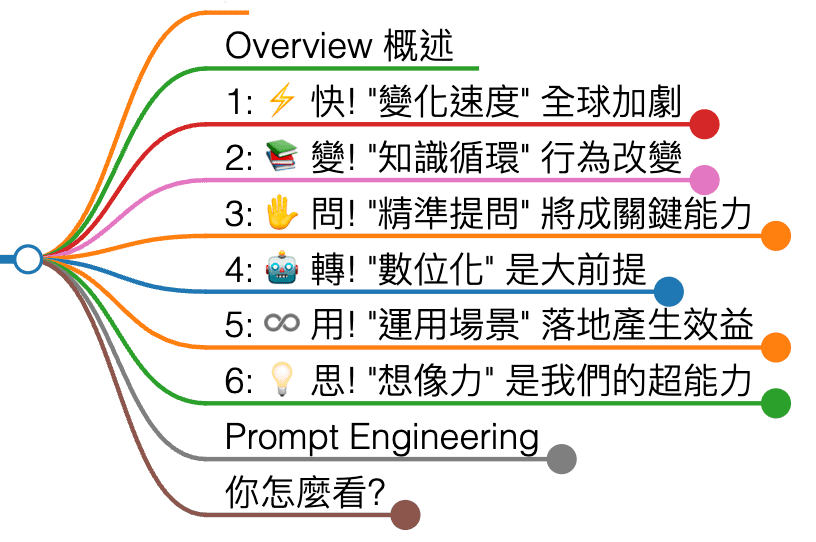 Overview 概述
1: ⚡ 快! "變化速度" 全球加劇
2: 📚 變! "知識循環" 行為改變
3: ✋ 問! "精準提問" 將成關鍵能力
4: 🤖 轉! "數位化" 是大前提
5: ♾ 用! "運用場景" 落地產生效益
6: 💡 思! "想像力" 是我們的超能力
Prompt Engineering
你怎麼看?